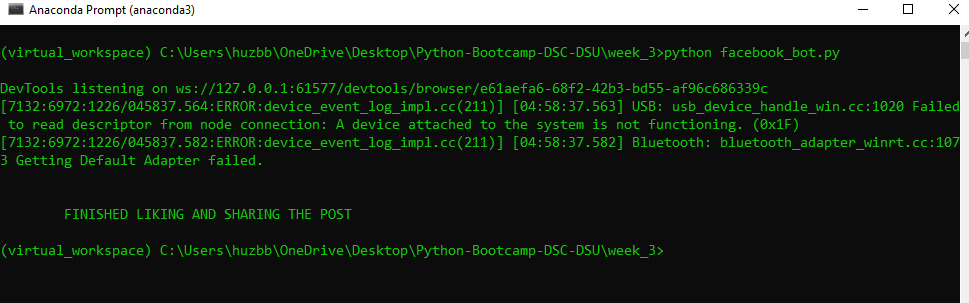 Anaconda Prompt (anaconda3)
(virtual_workspace) C:\Users\huzbb\OneDrive\Desktop\Python-Bootcamp-DSC-DSU\week_3>python facebook_bot.py
DevTools listening on ws://127.0.0.1:61577/devtools/browser/e61aefa6-68f2-42b3-bd55-af96c686339c
[7132:6972:1226/045837.564:ERROR:device_event_log_impl.cc(211)] [04:58:37.563] USB: usb_device_handle_win.cc:1020 Failed
to read descriptor from node connection: A device attached to the system is not functioning. (0x1F)
[7132:6972:1226/045837.582:ERROR:device_event_log_impl.cc(211)] [04:58:37.582] Bluetooth: bluetooth_adapter_winrt.cc:107
3 Getting Default Adapter failed.
FINISHED LIKING AND SHARING THE POST
(virtual_workspace) C:\Users\huzbb\OneDrive\Desktop\Python-Bootcamp-DSC-DSU\week_3>